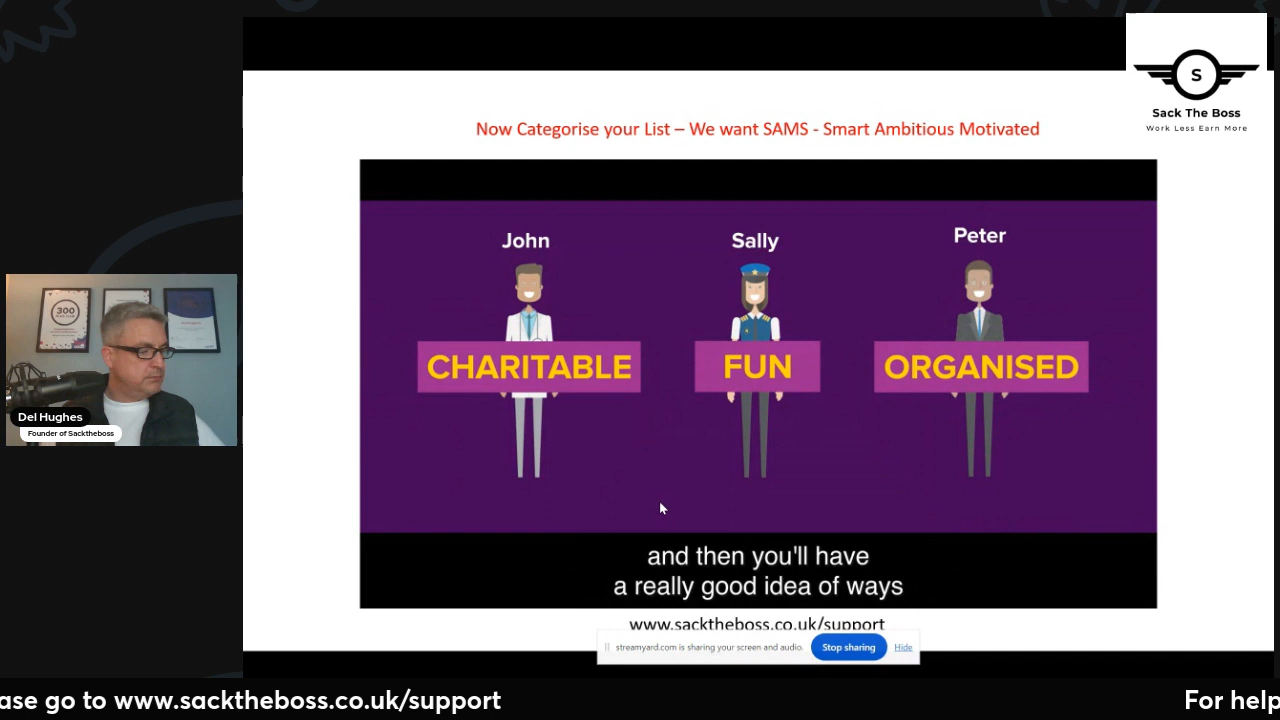 S
Sack The Boss
Work Less Earn More
Now Categorise your List – We want SAMS - Smart Ambitious Motivated
John
Sally
Peter
CHARITABLE
FUN
ORGANISED
300
Del Hughes
Founder of Sacktheboss
and then you'll have
a really good idea of ways
www.sacktheboss.co.uk/support
streamyard.com is sharing your screen and audio.
Stop sharing
Hide
ase go to www.sacktheboss.co.uk/support
For help